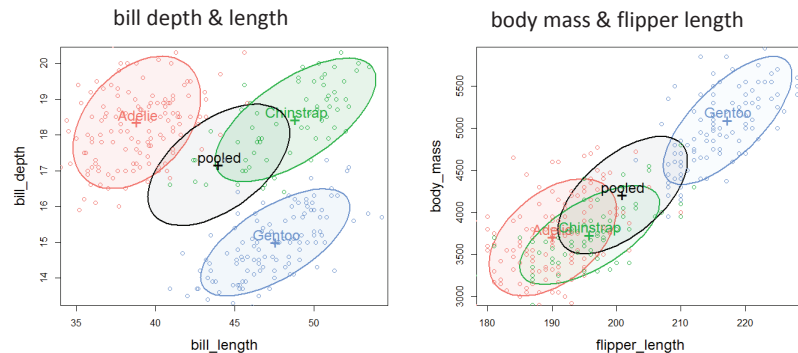 bill depth & length
bill_depth
14 15 16 17 18 19 20
Adelie
Chinstrap
pooled
Gentoo
35 40 45 50
bill_length
body mass & flipper length
body_mass
3000 3500 4000 4500 5000 5500
Gentoo
pooled
Adelie
Chinstrap
180 190 200 210 220
flipper_length